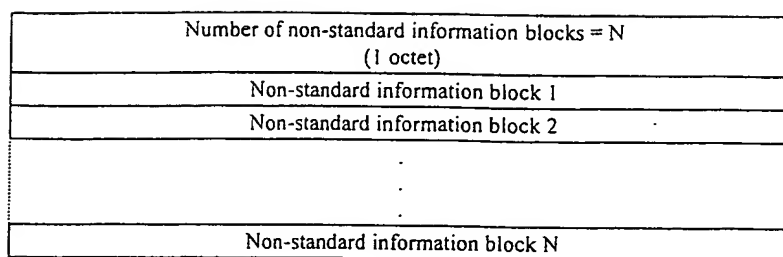 Number of non-standard information blocks = N
(1 octet)
Non-standard information block 1
Non-standard information block 2
.
.
.
Non-standard information block N